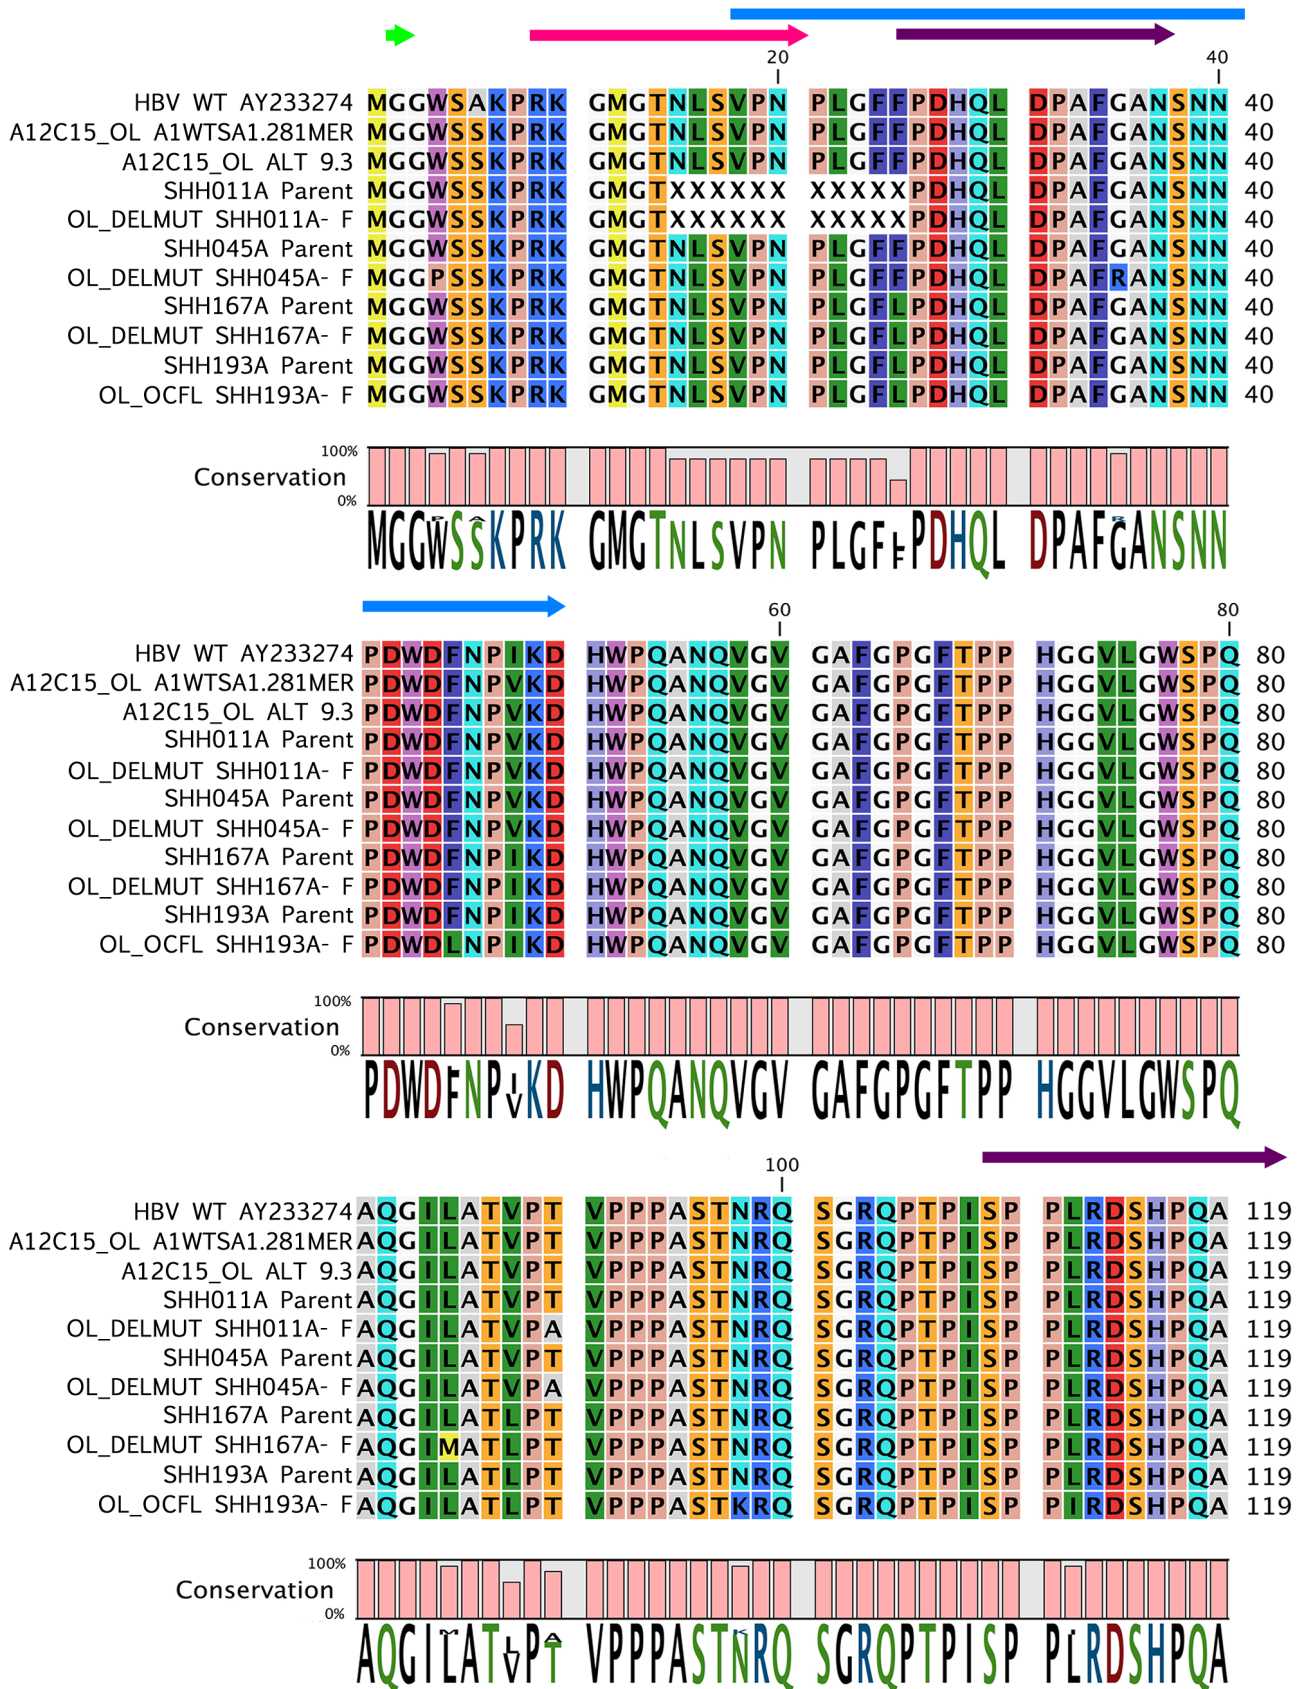 20 40
HBV WT AY233274 MGGWSAKPRK GMGTNLSVPN PLGFFPDHQL DPAFGANSNN 40
A12C15_OL A1WTSA1.281MER MGGWSSKPRK GMGTNLSVPN PLGFFPDHQL DPAFGANSNN 40
A12C15_OL ALT 9.3 MGGWSSKPRK GMGTNLSVPN PLGFFPDHQL DPAFGANSNN 40
SHH011A Parent MGGWSSKPRK GMGTXXXXXX XXXXXPDHQL DPAFGANSNN 40
OL_DELMUT SHH011A- F MGGWSSKPRK GMGTXXXXXX XXXXXPDHQL DPAFGANSNN 40
SHH045A Parent MGGWSSKPRK GMGTNLSVPN PLGFFPDHQL DPAFGANSNN 40
OL_DELMUT SHH045A- F MGGPSSKPRK GMGTNLSVPN PLGFFPDHQL DPAFRANSNN 40
SHH167A Parent MGGWSSKPRK GMGTNLSVPN PLGFLPDHQL DPAFGANSNN 40
OL_DELMUT SHH167A- F MGGWSSKPRK GMGTNLSVPN PLGFLPDHQL DPAFGANSNN 40
SHH193A Parent MGGWSSKPRK GMGTNLSVPN PLGFLPDHQL DPAFGANSNN 40
OL_OCFL SHH193A- F MGGWSSKPRK GMGTNLSVPN PLGFLPDHQL DPAFGANSNN 40
100%
Conservation
0%
MGGWSSKPRK GMGTNLSVPN PLGFFPDHQL DPAFGANSNN
60 80
HBV WT AY233274 PDWDFNPIKD HWPQANQVGV GAFGPGFTPP HGGVLGWSPQ 80
A12C15_OL A1WTSA1.281MER PDWDFNPVKD HWPQANQVGV GAFGPGFTPP HGGVLGWSPQ 80
A12C15_OL ALT 9.3 PDWDFNPVKD HWPQANQVGV GAFGPGFTPP HGGVLGWSPQ 80
SHH011A Parent PDWDFNPVKD HWPQANQVGV GAFGPGFTPP HGGVLGWSPQ 80
OL_DELMUT SHH011A- F PDWDFNPVKD HWPQANQVGV GAFGPGFTPP HGGVLGWSPQ 80
SHH045A Parent PDWDFNPVKD HWPQANQVGV GAFGPGFTPP HGGVLGWSPQ 80
OL_DELMUT SHH045A- F PDWDFNPVKD HWPQANQVGV GAFGPGFTPP HGGVLGWSPQ 80
SHH167A Parent PDWDFNPIKD HWPQANQVGV GAFGPGFTPP HGGVLGWSPQ 80
OL_DELMUT SHH167A- F PDWDFNPIKD HWPQANQVGV GAFGPGFTPP HGGVLGWSPQ 80
SHH193A Parent PDWDFNPIKD HWPQANQVGV GAFGPGFTPP HGGVLGWSPQ 80
OL_OCFL SHH193A- F PDWDLNPIKD HWPQANQVGV GAFGPGFTPP HGGVLGWSPQ 80
100%
Conservation
0%
PDWDFNPVKD HWPQANQVGV GAFGPGFTPP HGGVLGWSPQ
100
HBV WT AY233274 AQGILATVPT VPPPASTNRQ SGRQPTPISP PLRDSHPQA 119
A12C15_OL A1WTSA1.281MER AQGILATVPT VPPPASTNRQ SGRQPTPISP PLRDSHPQA 119
A12C15_OL ALT 9.3 AQGILATVPT VPPPASTNRQ SGRQPTPISP PLRDSHPQA 119
SHH011A Parent AQGILATVPT VPPPASTNRQ SGRQPTPISP PLRDSHPQA 119
OL_DELMUT SHH011A- F AQGILATVPA VPPPASTNRQ SGRQPTPISP PLRDSHPQA 119
SHH045A Parent AQGILATVPT VPPPASTNRQ SGRQPTPISP PLRDSHPQA 119
OL_DELMUT SHH045A- F AQGILATVPA VPPPASTNRQ SGRQPTPISP PLRDSHPQA 119
SHH167A Parent AQGILATLPT VPPPASTNRQ SGRQPTPISP PLRDSHPQA 119
OL_DELMUT SHH167A- F AQGIMATLPT VPPPASTNRQ SGRQPTPISP PLRDSHPQA 119
SHH193A Parent AQGILATLPT VPPPASTNRQ SGRQPTPISP PLRDSHPQA 119
OL_OCFL SHH193A- F AQGILATLPT VPPPASTKRQ SGRQPTPISP PIRDSHPQA 119
100%
Conservation
0%
AQGILATVPT VPPPASTNRQ SGRQPTPISP PLRDSHPQA